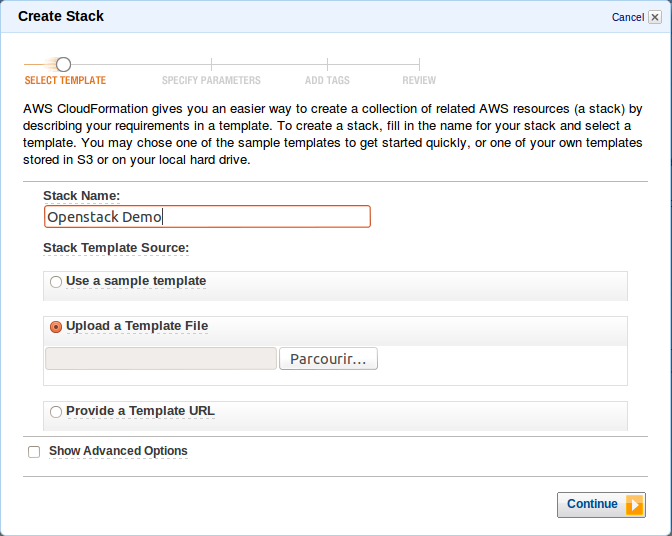 Create Stack
Cancel
SELECT TEMPLATE SPECIFY PARAMETERS ADD TAGS REVIEW
AWS CloudFormation gives you an easier way to create a collection of related AWS resources (a stack) by
describing your requirements in a template. To create a stack, fill in the name for your stack and select a
template. You may chose one of the sample templates to get started quickly, or one of your own templates
stored in S3 or on your local hard drive.
Stack Name:
Openstack Demo
Stack Template Source:
Use a sample template
Upload a Template File
Parcourir...
Provide a Template URL
Show Advanced Options
Continue